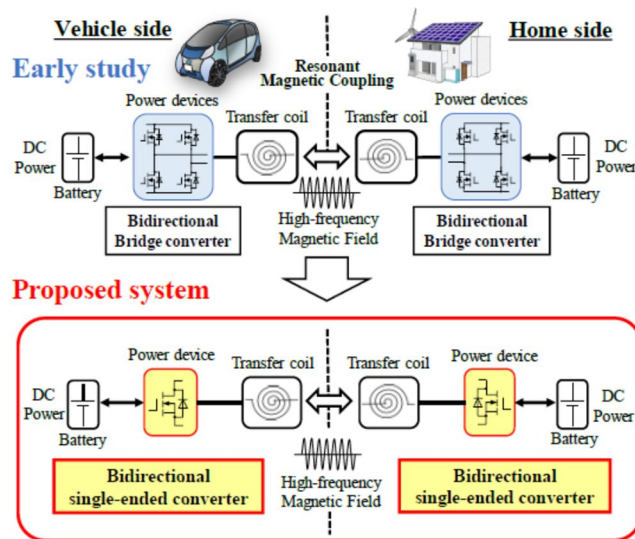 Vehicle side
Home side
Early study
Resonant
Magnetic Coupling
Power devices
Transfer coil
Transfer coil
Power devices
DC
Power
Battery
DC
Power
Battery
Bidirectional
Bridge converter
High-frequency
Magnetic Field
Bidirectional
Bridge converter
Proposed system
Power device
Transfer coil
Transfer coil
Power device
DC
Power
Battery
DC
Power
Battery
Bidirectional
single-ended converter
High-frequency
Magnetic Field
Bidirectional
single-ended converter